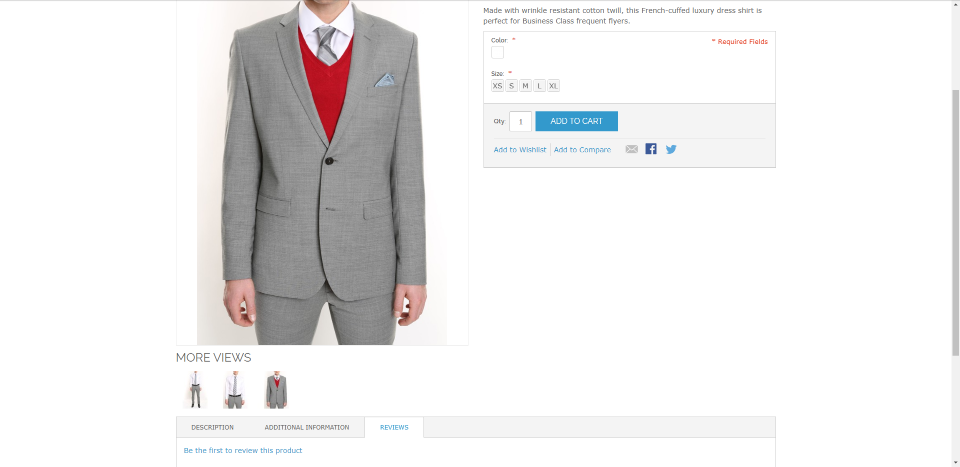 Made with wrinkle resistant cotton twill, this French-cuffed luxury dress shirt is
perfect for Business Class frequent flyers.
Color: *
* Required Fields
Size: *
XS S M L XL
Qty: 1 ADD TO CART
Add to Wishlist Add to Compare
MORE VIEWS
DESCRIPTION ADDITIONAL INFORMATION REVIEWS
Be the first to review this product